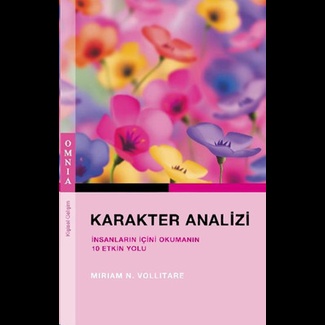 OMNIA
Kişisel Gelişim
KARAKTER ANALİZİ
İNSANLARIN İÇİNİ OKUMANIN
10 ETKİN YOLU
MIRIAM N. VOLLITARE